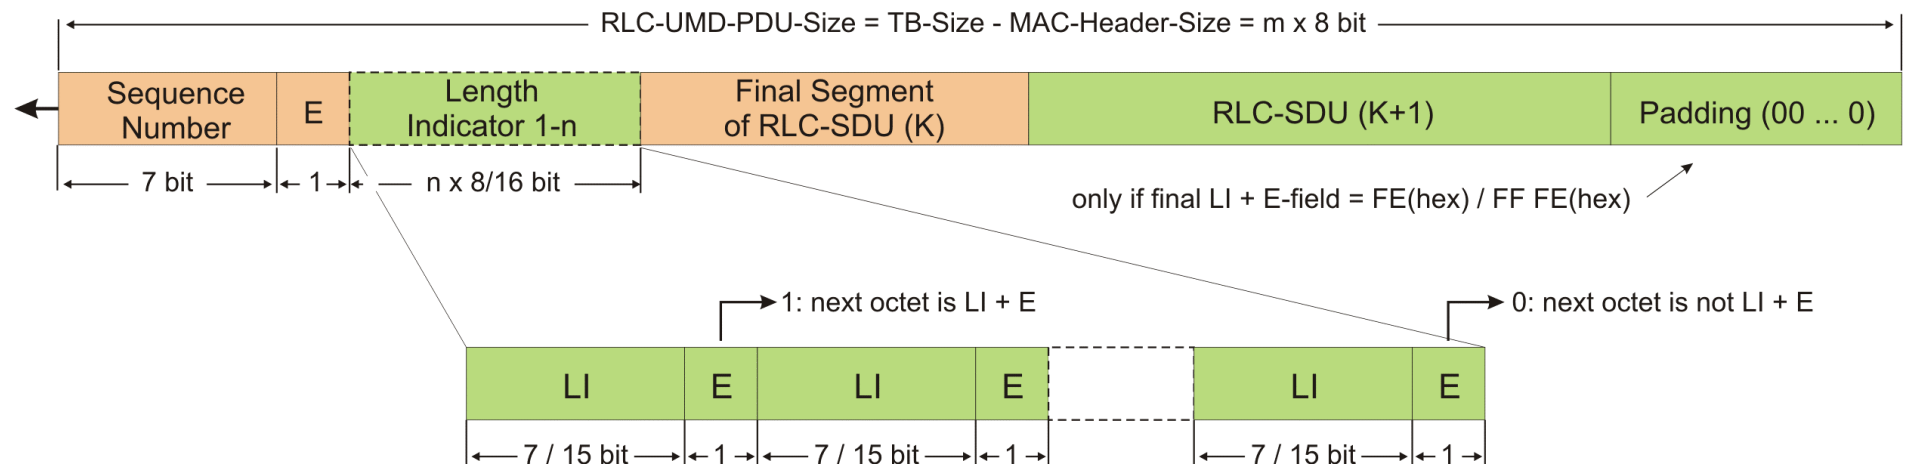 RLC-UMD-PDU-Size = TB-Size - MAC-Header-Size = m x 8 bit
Sequence
Number
E
Length
Indicator 1-n
Final Segment
of RLC-SDU (K)
RLC-SDU (K+1)
Padding (00 ... 0)
7 bit
1
n x 8/16 bit
only if final LI + E-field = FE(hex) / FF FE(hex)
1: next octet is LI + E
0: next octet is not LI + E
LI
E
LI
E
LI
E
7 / 15 bit
1
7 / 15 bit
1
7 / 15 bit
1